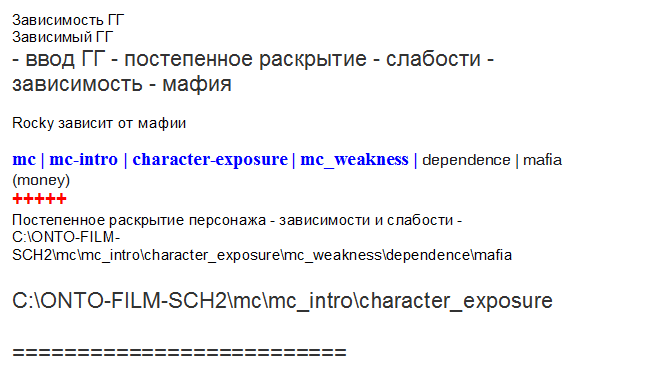 Зависимость ГГ
Зависимый ГГ
- ввод ГГ - постепенное раскрытие - слабости -
зависимость - мафия
Rocky зависит от мафии
mc | mc-intro | character-exposure | mc_weakness | dependence | mafia
(money)
+++++
Постепенное раскрытие персонажа - зависимости и слабости -
C:\ONTO-FILM-
SCH2\mc\mc_intro\character_exposure\mc_weakness\dependence\mafia
C:\ONTO-FILM-SCH2\mc\mc_intro\character_exposure
==========================